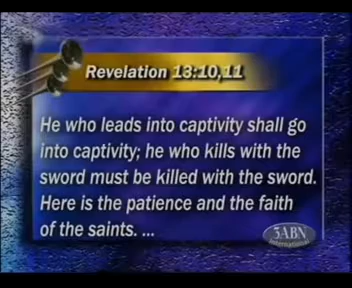 Revelation 13:10,11
He who leads into captivity shall go
into captivity; he who kills with the
sword must be killed with the sword.
Here is the patience and the faith
of the saints. ...
3ABN
International